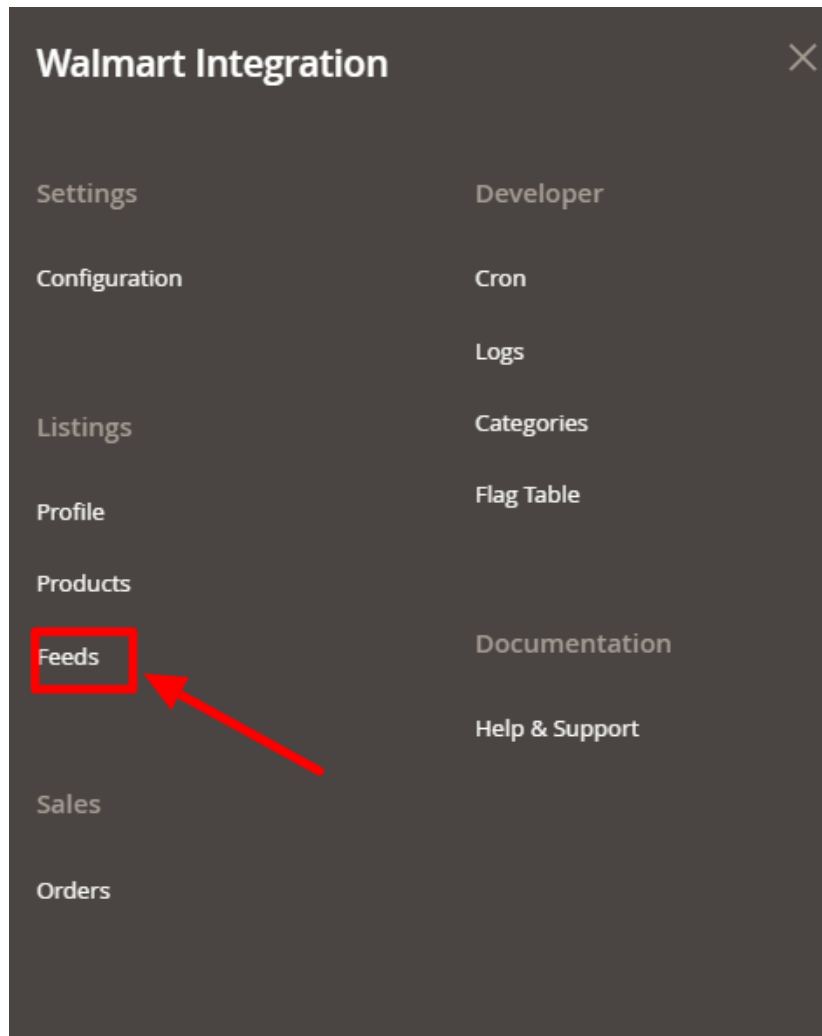 Walmart Integration
Settings
Configuration
Listings
Profile
Products
Feeds
Sales
Orders
Developer
Cron
Logs
Categories
Flag Table
Documentation
Help & Support